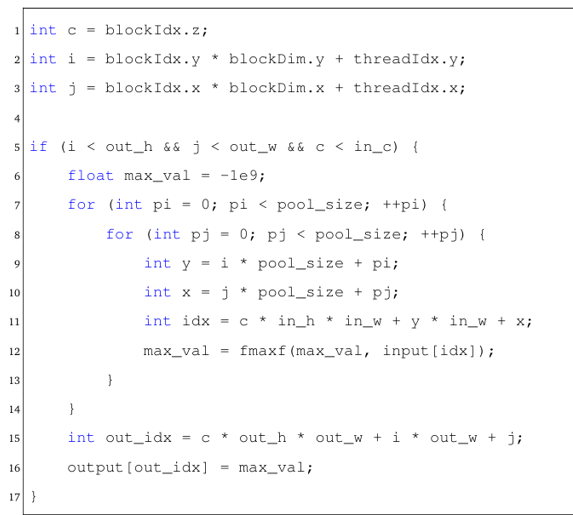 1 int c = blockIdx.z;
2 int i = blockIdx.y * blockDim.y + threadIdx.y;
3 int j = blockIdx.x * blockDim.x + threadIdx.x;
4
5 if (i < out_h && j < out_w && c < in_c) {
6     float max_val = -1e9;
7     for (int pi = 0; pi < pool_size; ++pi) {
8         for (int pj = 0; pj < pool_size; ++pj) {
9             int y = i * pool_size + pi;
10             int x = j * pool_size + pj;
11             int idx = c * in_h * in_w + y * in_w + x;
12             max_val = fmaxf(max_val, input[idx]);
13         }
14     }
15     int out_idx = c * out_h * out_w + i * out_w + j;
16     output[out_idx] = max_val;
17 }